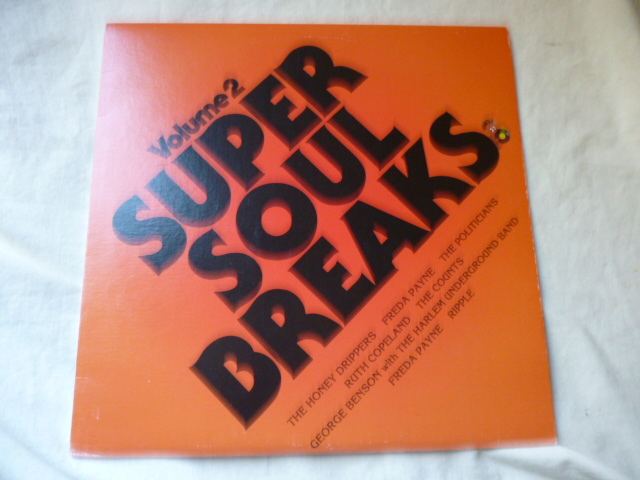 Volume 2
SUPER
SOUL
BREAKS
THE HONEY DRIPPERS FREDA PAYNE THE POLITICIANS
RUTH COPELAND THE COUNTS
GEORGE BENSON with THE HARLEM UNDERGROUND BAND
FREDA PAYNE RIPPLE